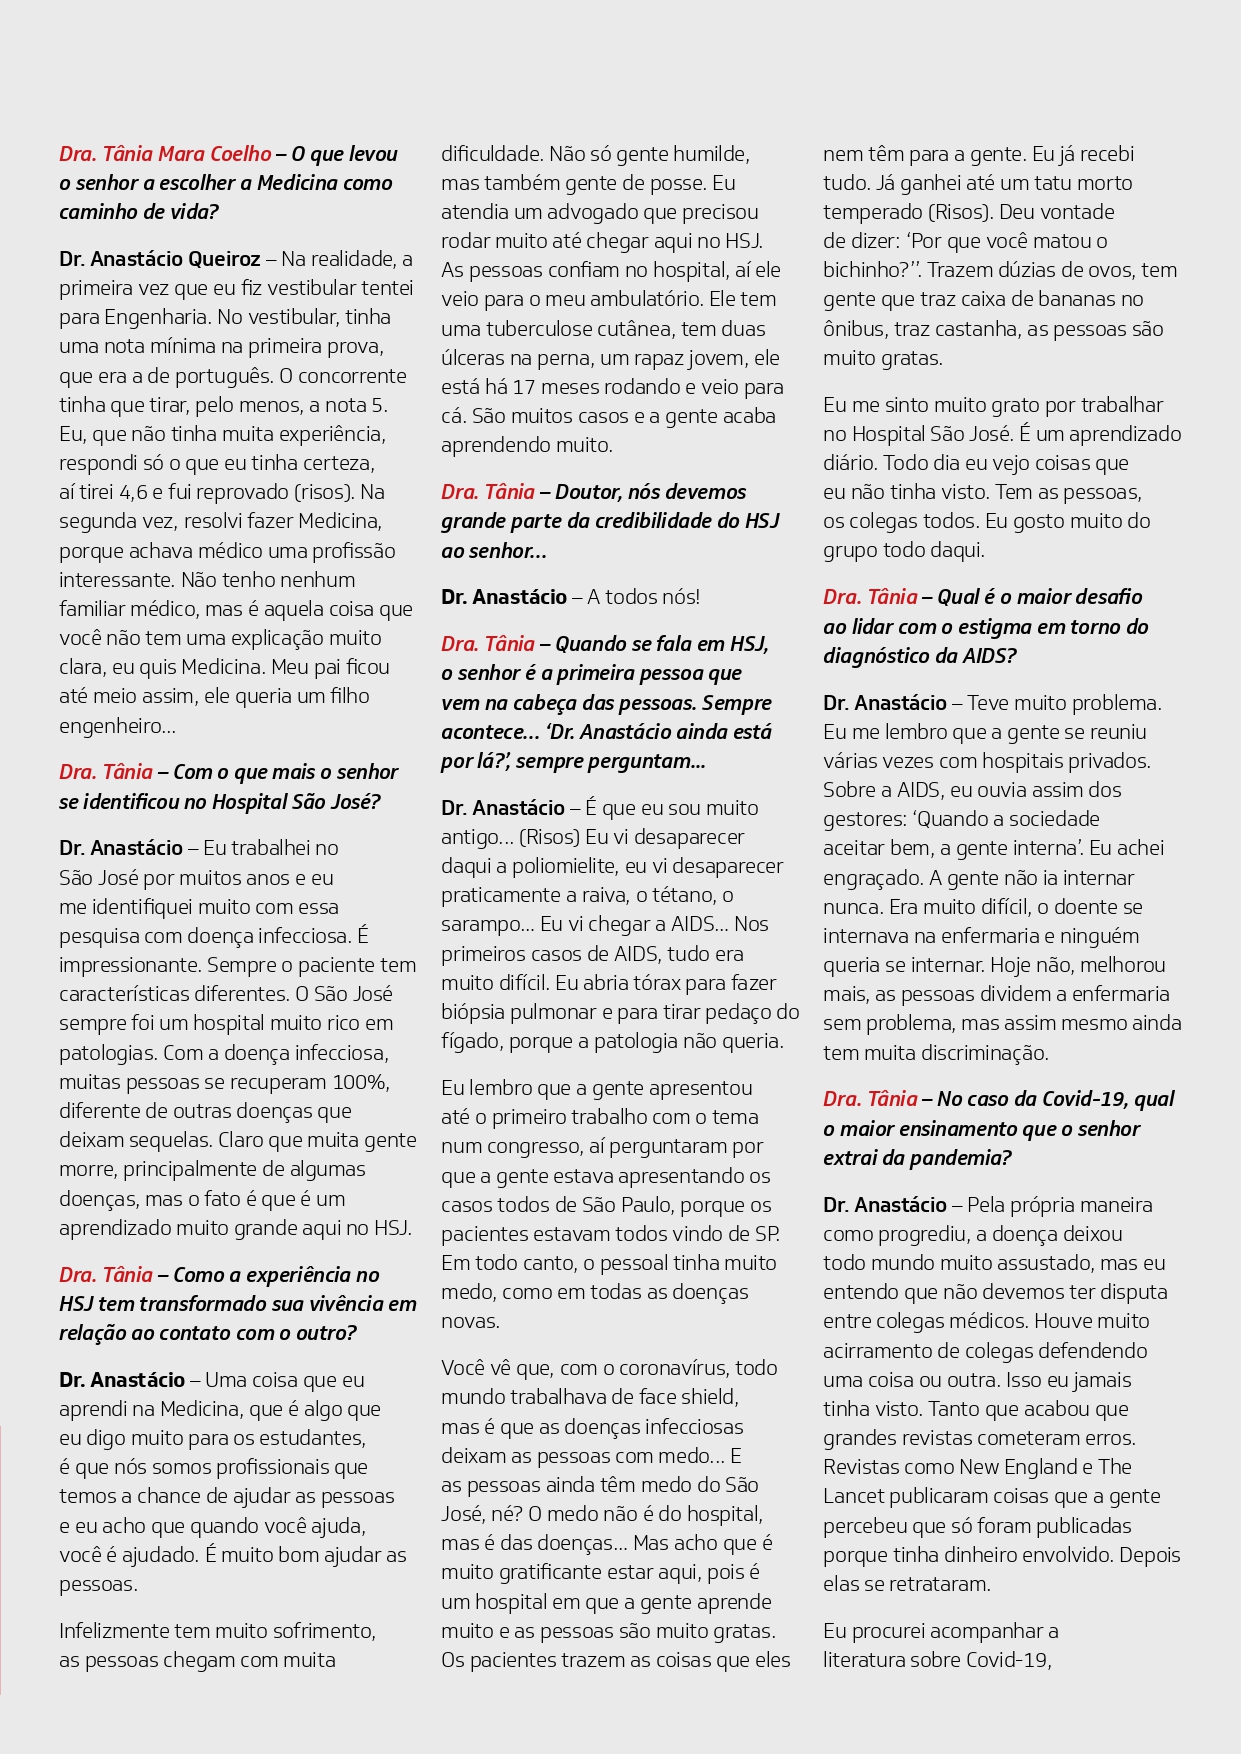 Dra. Tânia Mara Coelho – O que levou
o senhor a escolher a Medicina como
caminho de vida?
Dr. Anastácio Queiroz – Na realidade, a
primeira vez que eu fiz vestibular tentei
para Engenharia. No vestibular, tinha
uma nota mínima na primeira prova,
que era a de português. O concorrente
tinha que tirar, pelo menos, a nota 5.
Eu, que não tinha muita experiência,
respondi só o que eu tinha certeza,
aí tirei 4,6 e fui reprovado (risos). Na
segunda vez, resolvi fazer Medicina,
porque achava médico uma profissão
interessante. Não tenho nenhum
familiar médico, mas é aquela coisa que
você não tem uma explicação muito
clara, eu quis Medicina. Meu pai ficou
até meio assim, ele queria um filho
engenheiro...
Dra. Tânia – Com o que mais o senhor
se identificou no Hospital São José?
Dr. Anastácio – Eu trabalhei no
São José por muitos anos e eu
me identifiquei muito com essa
pesquisa com doença infecciosa. É
impressionante. Sempre o paciente tem
características diferentes. O São José
sempre foi um hospital muito rico em
patologias. Com a doença infecciosa,
muitas pessoas se recuperam 100%,
diferente de outras doenças que
deixam sequelas. Claro que muita gente
morre, principalmente de algumas
doenças, mas o fato é que é um
aprendizado muito grande aqui no HSJ.
Dra. Tânia – Como a experiência no
HSJ tem transformado sua vivência em
relação ao contato com o outro?
Dr. Anastácio – Uma coisa que eu
aprendi na Medicina, que é algo que
eu digo muito para os estudantes,
é que nós somos profissionais que
temos a chance de ajudar as pessoas
e eu acho que quando você ajuda,
você é ajudado. É muito bom ajudar as
pessoas.
Infelizmente tem muito sofrimento,
as pessoas chegam com muita
dificuldade. Não só gente humilde,
mas também gente de posse. Eu
atendia um advogado que precisou
rodar muito até chegar aqui no HSJ.
As pessoas confiam no hospital, aí ele
veio para o meu ambulatório. Ele tem
uma tuberculose cutânea, tem duas
úlceras na perna, um rapaz jovem, ele
está há 17 meses rodando e veio para
cá. São muitos casos e a gente acaba
aprendendo muito.
Dra. Tânia – Doutor, nós devemos
grande parte da credibilidade do HSJ
ao senhor...
Dr. Anastácio – A todos nós!
Dra. Tânia – Quando se fala em HSJ,
o senhor é a primeira pessoa que
vem na cabeça das pessoas. Sempre
acontece... ‘Dr. Anastácio ainda está
por lá?’, sempre perguntam...
Dr. Anastácio – É que eu sou muito
antigo... (Risos) Eu vi desaparecer
daqui a poliomielite, eu vi desaparecer
praticamente a raiva, o tétano, o
sarampo... Eu vi chegar a AIDS... Nos
primeiros casos de AIDS, tudo era
muito difícil. Eu abria tórax para fazer
biópsia pulmonar e para tirar pedaço do
fígado, porque a patologia não queria.
Eu lembro que a gente apresentou
até o primeiro trabalho com o tema
num congresso, aí perguntaram por
que a gente estava apresentando os
casos todos de São Paulo, porque os
pacientes estavam todos vindo de SP.
Em todo canto, o pessoal tinha muito
medo, como em todas as doenças
novas.
Você vê que, com o coronavírus, todo
mundo trabalhava de face shield,
mas é que as doenças infecciosas
deixam as pessoas com medo... E
as pessoas ainda têm medo do São
José, né? O medo não é do hospital,
mas é das doenças... Mas acho que é
muito gratificante estar aqui, pois é
um hospital em que a gente aprende
muito e as pessoas são muito gratas.
Os pacientes trazem as coisas que eles
nem têm para a gente. Eu já recebi
tudo. Já ganhei até um tatu morto
temperado (Risos). Deu vontade
de dizer: ‘Por que você matou o
bichinho?’’. Trazem dúzias de ovos, tem
gente que traz caixa de bananas no
ônibus, traz castanha, as pessoas são
muito gratas.
Eu me sinto muito grato por trabalhar
no Hospital São José. É um aprendizado
diário. Todo dia eu vejo coisas que
eu não tinha visto. Tem as pessoas,
os colegas todos. Eu gosto muito do
grupo todo daqui.
Dra. Tânia – Qual é o maior desafio
ao lidar com o estigma em torno do
diagnóstico da AIDS?
Dr. Anastácio – Teve muito problema.
Eu me lembro que a gente se reuniu
várias vezes com hospitais privados.
Sobre a AIDS, eu ouvia assim dos
gestores: ‘Quando a sociedade
aceitar bem, a gente interna’. Eu achei
engraçado. A gente não ia internar
nunca. Era muito difícil, o doente se
internava na enfermaria e ninguém
queria se internar. Hoje não, melhorou
mais, as pessoas dividem a enfermaria
sem problema, mas assim mesmo ainda
tem muita discriminação.
Dra. Tânia – No caso da Covid-19, qual
o maior ensinamento que o senhor
extrai da pandemia?
Dr. Anastácio – Pela própria maneira
como progrediu, a doença deixou
todo mundo muito assustado, mas eu
entendo que não devemos ter disputa
entre colegas médicos. Houve muito
acirramento de colegas defendendo
uma coisa ou outra. Isso eu jamais
tinha visto. Tanto que acabou que
grandes revistas cometeram erros.
Revistas como New England e The
Lancet publicaram coisas que a gente
percebeu que só foram publicadas
porque tinha dinheiro envolvido. Depois
elas se retrataram.
Eu procurei acompanhar a
literatura sobre Covid-19,